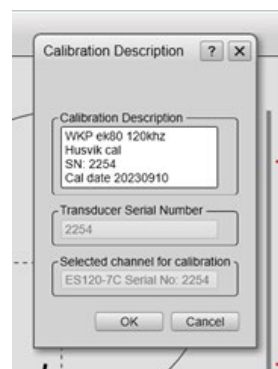 Calibration Description
Calibration Description
WKP ek80 120khz
Husvik cal
SN: 2254
Cal date 20230910
Transducer Serial Number
2254
Selected channel for calibration
ES120-7C Serial No: 2254
OK
Cancel